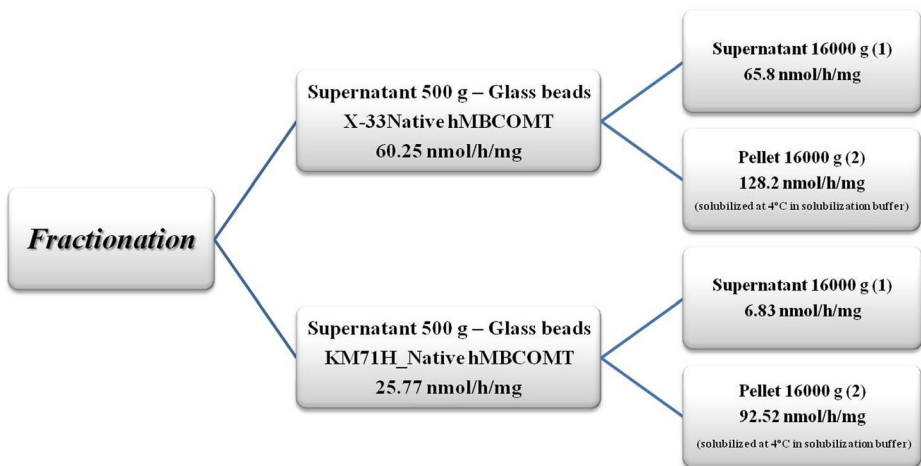 Fractionation
Supernatant 500 g – Glass beads
X-33Native hMBCOMT
60.25 nmol/h/mg
Supernatant 16000 g (1)
65.8 nmol/h/mg
Pellet 16000 g (2)
128.2 nmol/h/mg
(solubilized at 4°C in solubilization buffer)
Supernatant 500 g – Glass beads
KM71H_Native hMBCOMT
25.77 nmol/h/mg
Supernatant 16000 g (1)
6.83 nmol/h/mg
Pellet 16000 g (2)
92.52 nmol/h/mg
(solubilized at 4°C in solubilization buffer)